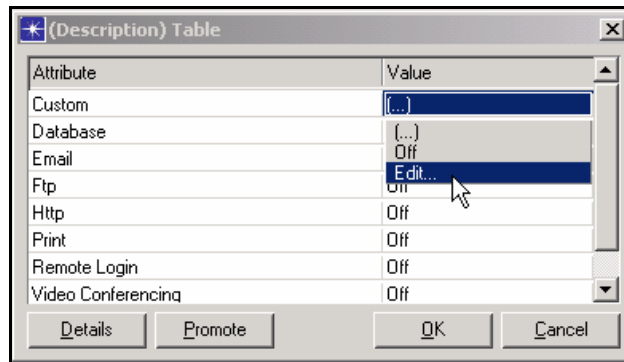 (Description) Table
Attribute Value
Custom (...)
Database (...)
Email Off
Edit...
Ftp Off
Http Off
Print Off
Remote Login Off
Video Conferencing Off
Details Promote OK Cancel